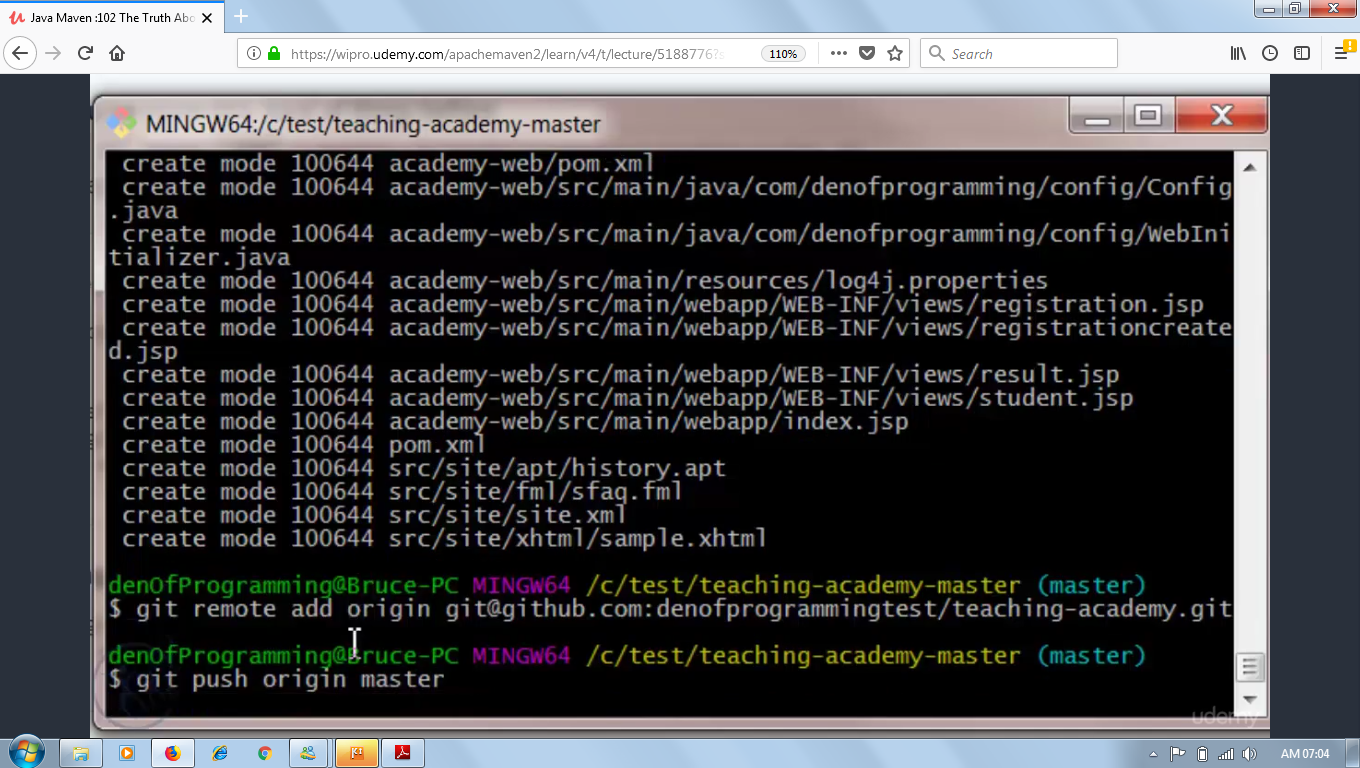 Java Maven :102 The Truth Abo
https://wipro.udemy.com/apachemaven2/learn/v4/t/lecture/5188776?s
110%
Search
MINGW64:/c/test/teaching-academy-master
create mode 100644 academy-web/pom.xml
create mode 100644 academy-web/src/main/java/com/denofprogramming/config/Config
.java
create mode 100644 academy-web/src/main/java/com/denofprogramming/config/WebIni
tializer.java
create mode 100644 academy-web/src/main/resources/log4j.properties
create mode 100644 academy-web/src/main/webapp/WEB-INF/views/registration.jsp
create mode 100644 academy-web/src/main/webapp/WEB-INF/views/registrationcreate
d.jsp
create mode 100644 academy-web/src/main/webapp/WEB-INF/views/result.jsp
create mode 100644 academy-web/src/main/webapp/WEB-INF/views/student.jsp
create mode 100644 academy-web/src/main/webapp/index.jsp
create mode 100644 pom.xml
create mode 100644 src/site/apt/history.apt
create mode 100644 src/site/fml/sfaq.fml
create mode 100644 src/site/site.xml
create mode 100644 src/site/xhtml/sample.xhtml
denOfProgramming@Bruce-PC MINGW64 /c/test/teaching-academy-master (master)
$ git remote add origin git@github.com:denofprogrammingtest/teaching-academy.git
denOfProgramming@Bruce-PC MINGW64 /c/test/teaching-academy-master (master)
$ git push origin master
udemy
AM 07:04